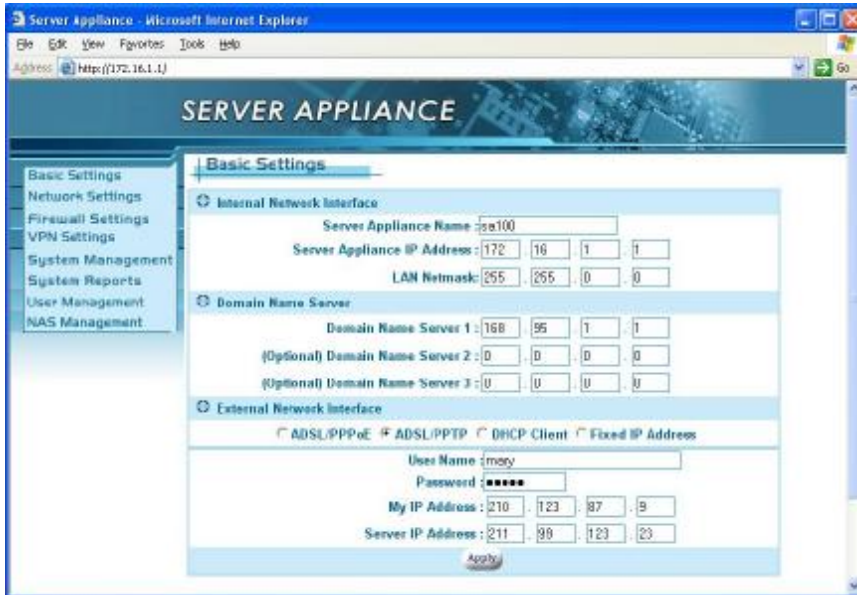 Server Appliance - Microsoft Internet Explorer
File Edit View Favorites Tools Help
Address http://172.16.1.1/ Go
SERVER APPLIANCE
Basic Settings
Network Settings
Firewall Settings
VPN Settings
System Management
System Reports
User Management
NAS Management
Basic Settings
Internal Network Interface
Server Appliance Name : sa100
Server Appliance IP Address : 172 . 16 . 1 . 1
LAN Netmask: 255 . 255 . 0 . 0
Domain Name Server
Domain Name Server 1 : 168 . 95 . 1 . 1
(Optional) Domain Name Server 2 : 0 . 0 . 0 . 0
(Optional) Domain Name Server 3 : 0 . 0 . 0 . 0
External Network Interface
ADSL/PPPoE ADSL/PPTP DHCP Client Fixed IP Address
User Name : mary
Password : •••••
My IP Address : 210 . 123 . 87 . 9
Server IP Address : 211 . 98 . 123 . 23
Apply